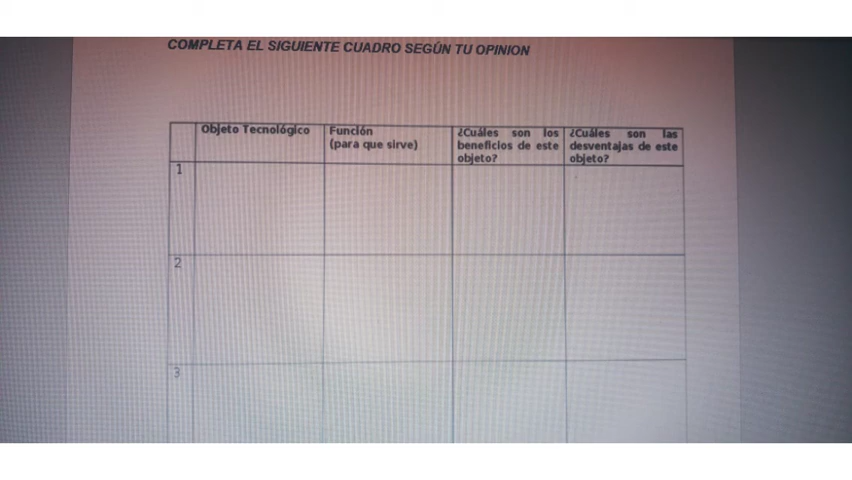 COMPLETA EL SIGUIENTE CUADRO SEGÚN TU OPINION
Objeto Tecnológico
Función
(para que sirve)
¿Cuáles son los
beneficios de este
objeto?
¿Cuáles son las
desventajas de este
objeto?
1
2
3